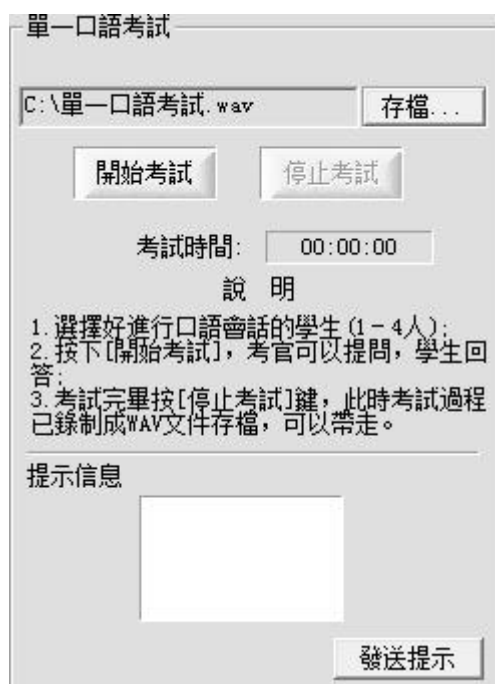 單一口語考試
C:\單一口語考試.wav 存檔...
開始考試 停止考試
考試時間: 00:00:00
說 明
1.選擇好進行口語會話的學生(1-4人);
2.按下[開始考試],考官可以提問,學生回
答;
3.考試完畢按[停止考試]鍵,此時考試過程
已錄制成WAV文件存檔,可以帶走。
提示信息
發送提示